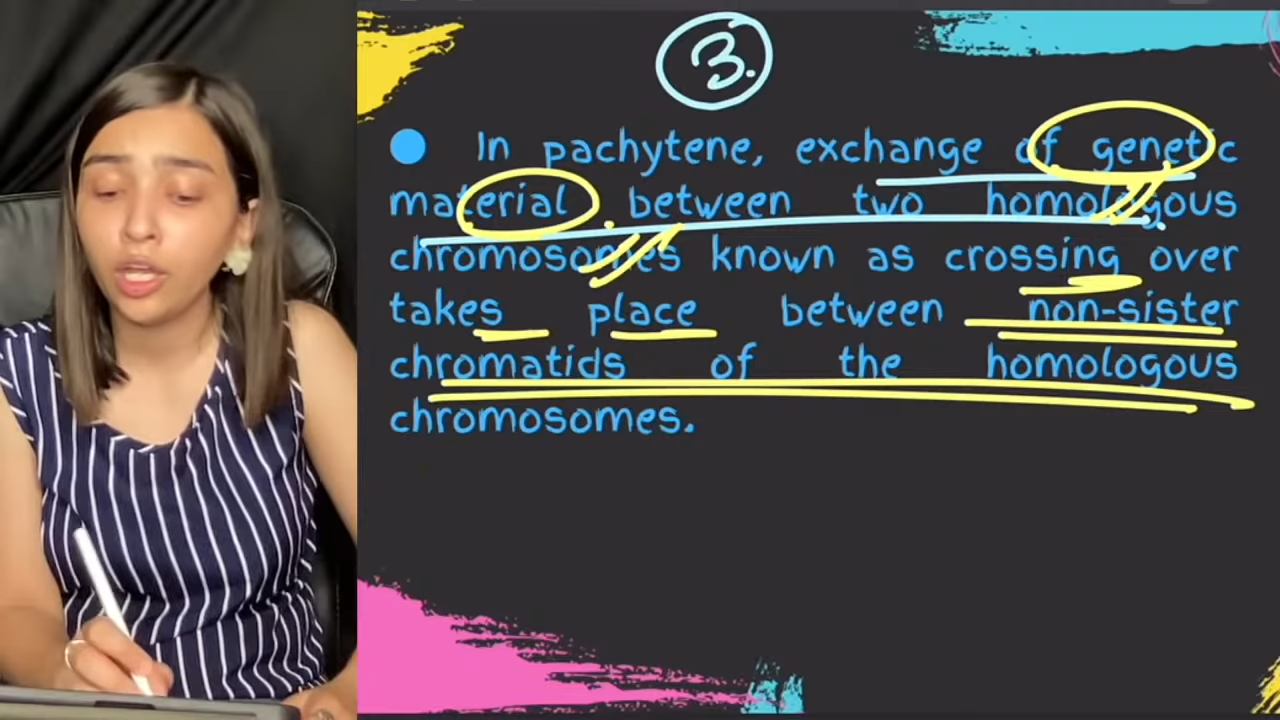 3.
In pachytene, exchange of genetic
material between two homologous
chromosomes known as crossing over
takes place between non-sister
chromatids of the homologous
chromosomes.